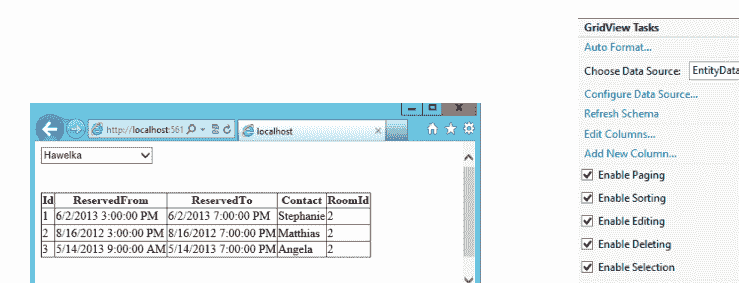 GridView Tasks
Auto Format...
Choose Data Source: EntityData
Configure Data Source...
Refresh Schema
Edit Columns...
Add New Column...
Enable Paging
Enable Sorting
Enable Editing
Enable Deleting
Enable Selection
http://localhost:561
localhost
Hawelka
Id ReservedFrom ReservedTo Contact RoomId
1 6/2/2013 3:00:00 PM 6/2/2013 7:00:00 PM Stephanie 2
2 8/16/2012 3:00:00 PM 8/16/2012 7:00:00 PM Matthias 2
3 5/14/2013 9:00:00 AM 5/14/2013 7:00:00 PM Angela 2